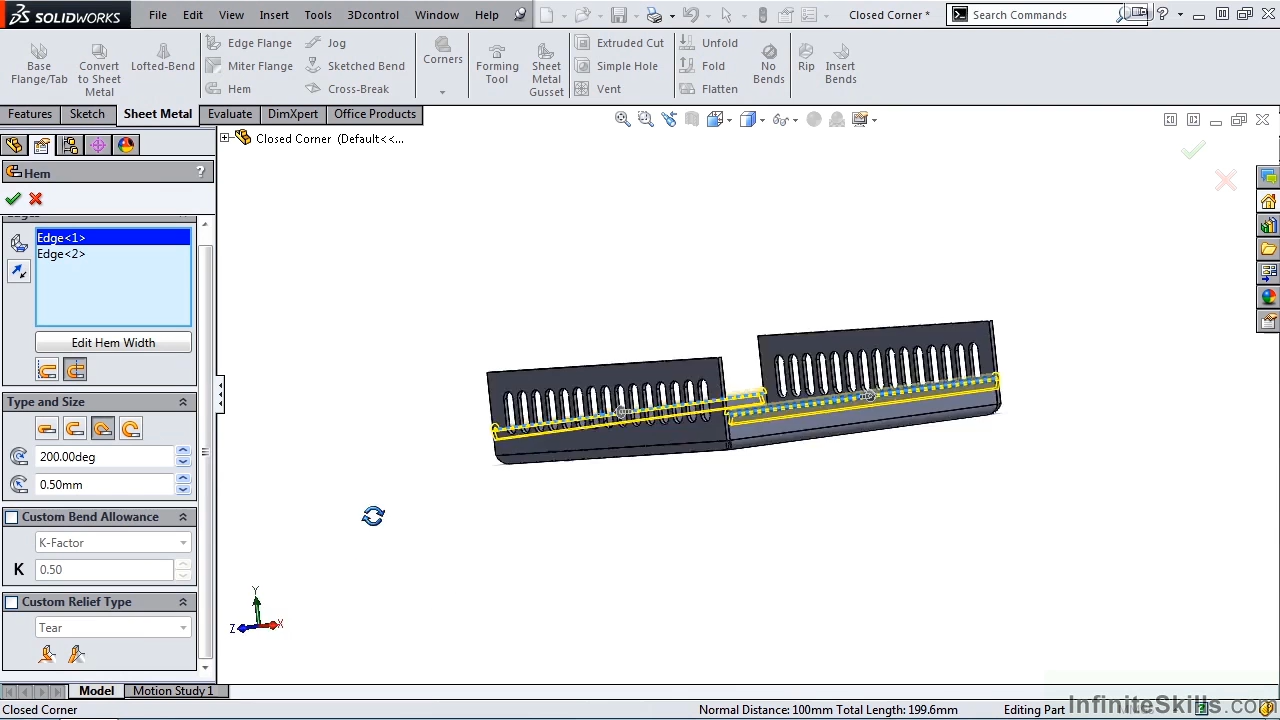 SOLIDWORKS File Edit View Insert Tools 3Dcontrol Window Help Closed Corner * Search Commands
Base Flange/Tab
Convert to Sheet Metal
Lofted-Bend
Edge Flange
Miter Flange
Hem
Jog
Sketched Bend
Cross-Break
Corners
Forming Tool
Sheet Metal Gusset
Extruded Cut
Simple Hole
Vent
Unfold
Fold
Flatten
No Bends
Rip
Insert Bends
Features Sketch Sheet Metal Evaluate DimXpert Office Products
Closed Corner (Default<<...
Hem ?
Edge<1>
Edge<2>
Edit Hem Width
Type and Size
200.00deg
0.50mm
Custom Bend Allowance
K-Factor
K 0.50
Custom Relief Type
Tear
Y
Z X
Model Motion Study 1
InfiniteSkills.com
Closed Corner Normal Distance: 100mm Total Length: 199.6mm Editing Part